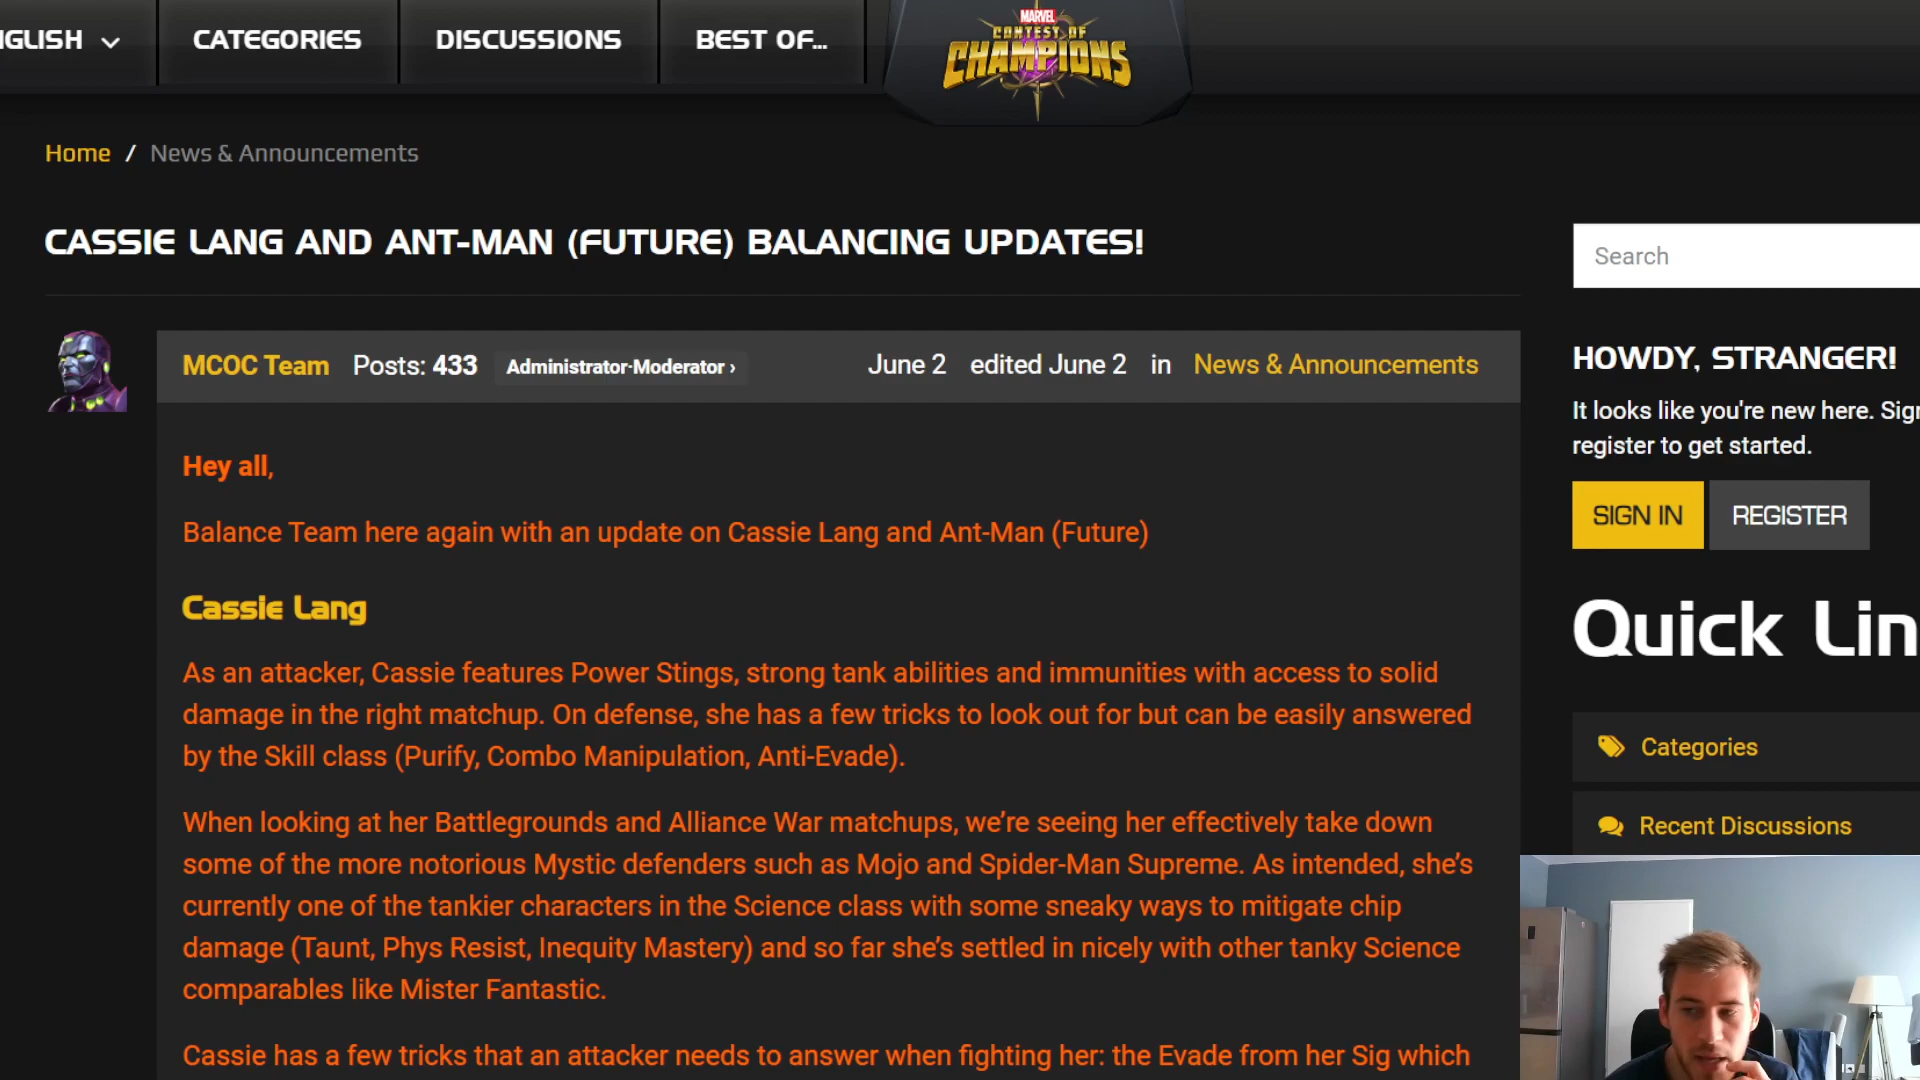 NGLISH
CATEGORIES
DISCUSSIONS
BEST OF...
MARVEL
CONTEST OF
CHAMPIONS
Home / News & Announcements
CASSIE LANG AND ANT-MAN (FUTURE) BALANCING UPDATES!
Search
MCOC Team Posts: 433 Administrator-Moderator › June 2 edited June 2 in News & Announcements
HOWDY, STRANGER!
It looks like you're new here. Sign
register to get started.
SIGN IN REGISTER
Hey all,
Balance Team here again with an update on Cassie Lang and Ant-Man (Future)
Cassie Lang
As an attacker, Cassie features Power Stings, strong tank abilities and immunities with access to solid
damage in the right matchup. On defense, she has a few tricks to look out for but can be easily answered
by the Skill class (Purify, Combo Manipulation, Anti-Evade).
When looking at her Battlegrounds and Alliance War matchups, we're seeing her effectively take down
some of the more notorious Mystic defenders such as Mojo and Spider-Man Supreme. As intended, she's
currently one of the tankier characters in the Science class with some sneaky ways to mitigate chip
damage (Taunt, Phys Resist, Inequity Mastery) and so far she's settled in nicely with other tanky Science
comparables like Mister Fantastic.
Cassie has a few tricks that an attacker needs to answer when fighting her: the Evade from her Sig which
Quick Lin
Categories
Recent Discussions